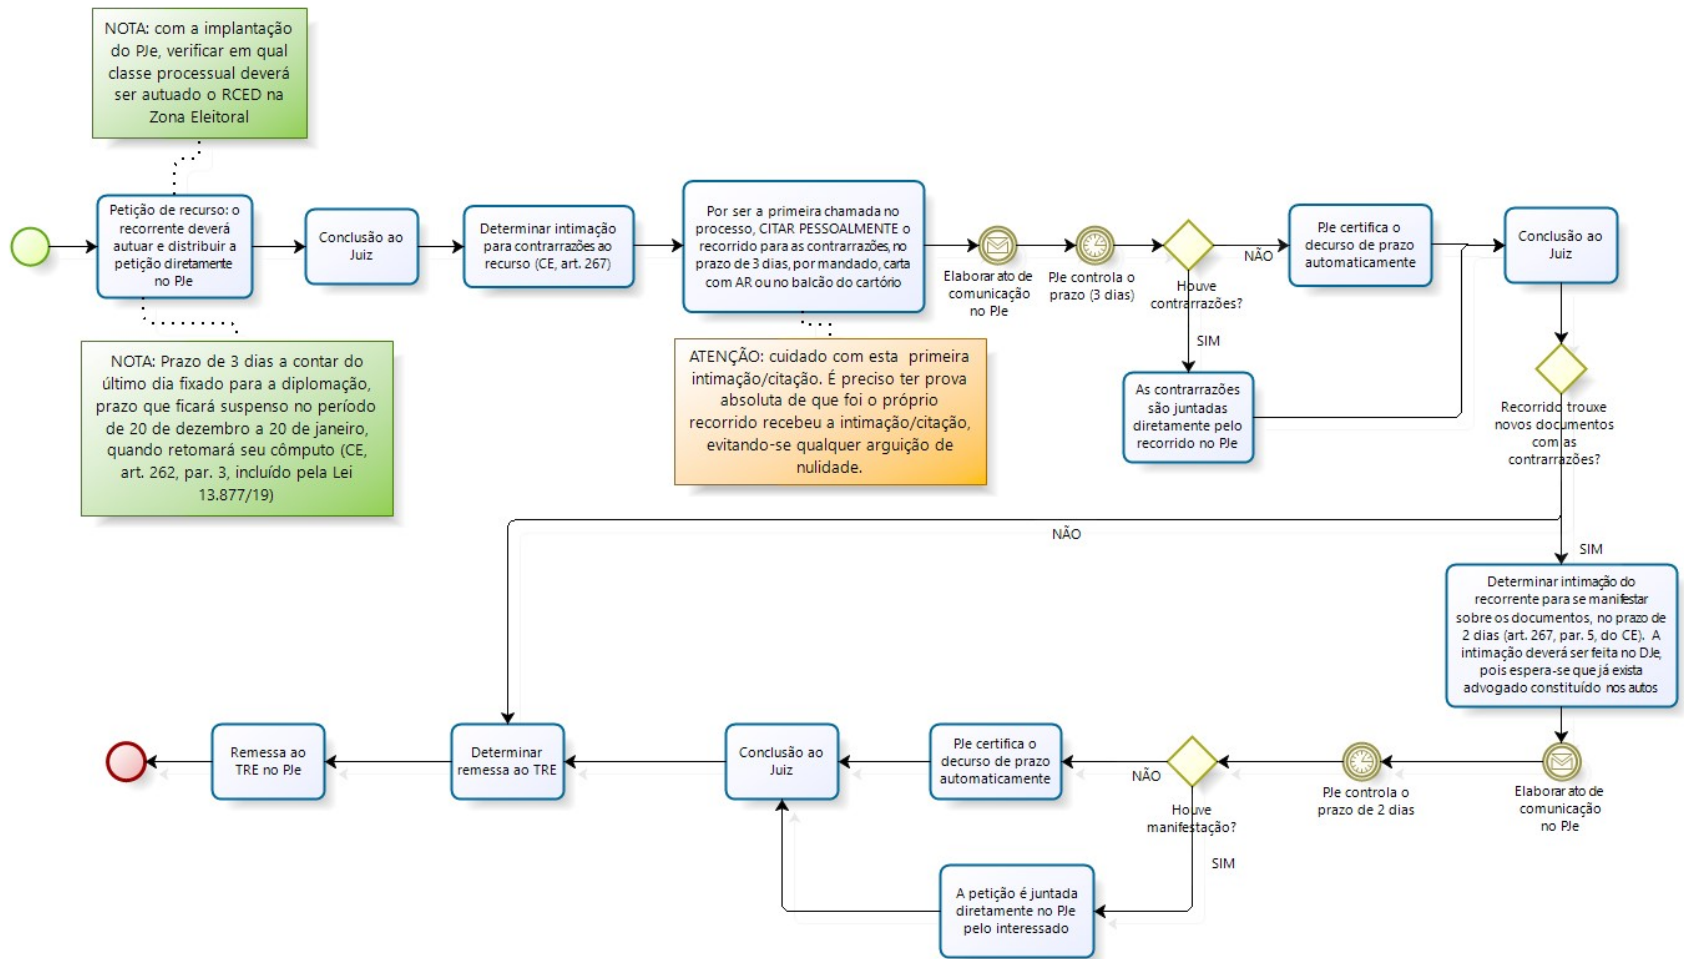 NOTA: com a implantação
do PJe, verificar em qual
classe processual deverá
ser autuado o RCED na
Zona Eleitoral
Petição de recurso: o
recorrente deverá
autuar e distribuir a
petição diretamente
no PJe
Conclusão ao
Juiz
Determinar intimação
para contrarrazões ao
recurso (CE, art. 267)
Por ser a primeira chamada no
processo, CITAR PESSOALMENTE o
recorrido para as contrarrazões, no
prazo de 3 dias, por mandado, carta
com AR ou no balcão do cartório
Elaborar ato de
comunicação
no PJe
PJe controla o
prazo (3 dias)
Houve
contrarrazões?
NÃO
PJe certifica o
decurso de prazo
automaticamente
Conclusão ao
Juiz
SIM
As contrarrazões
são juntadas
diretamente pelo
recorrido no PJe
Recorrido trouxe
novos documentos
com as
contrarrazões?
NOTA: Prazo de 3 dias a contar do
último dia fixado para a diplomação,
prazo que ficará suspenso no período
de 20 de dezembro a 20 de janeiro,
quando retomará seu cômputo (CE,
art. 262, par. 3, incluído pela Lei
13.877/19)
ATENÇÃO: cuidado com esta primeira
intimação/citação. É preciso ter prova
absoluta de que foi o próprio
recorrido recebeu a intimação/citação,
evitando-se qualquer arguição de
nulidade.
NÃO
SIM
Determinar intimação do
recorrente para se manifestar
sobre os documentos, no prazo de
2 dias (art. 267, par. 5, do CE). A
intimação deverá ser feita no DJe,
pois espera-se que já exista
advogado constituído nos autos
Elaborar ato de
comunicação
no PJe
PJe controla o
prazo de 2 dias
Houve
manifestação?
NÃO
PJe certifica o
decurso de prazo
automaticamente
Conclusão ao
Juiz
Determinar
remessa ao TRE
Remessa ao
TRE no PJe
SIM
A petição é juntada
diretamente no PJe
pelo interessado